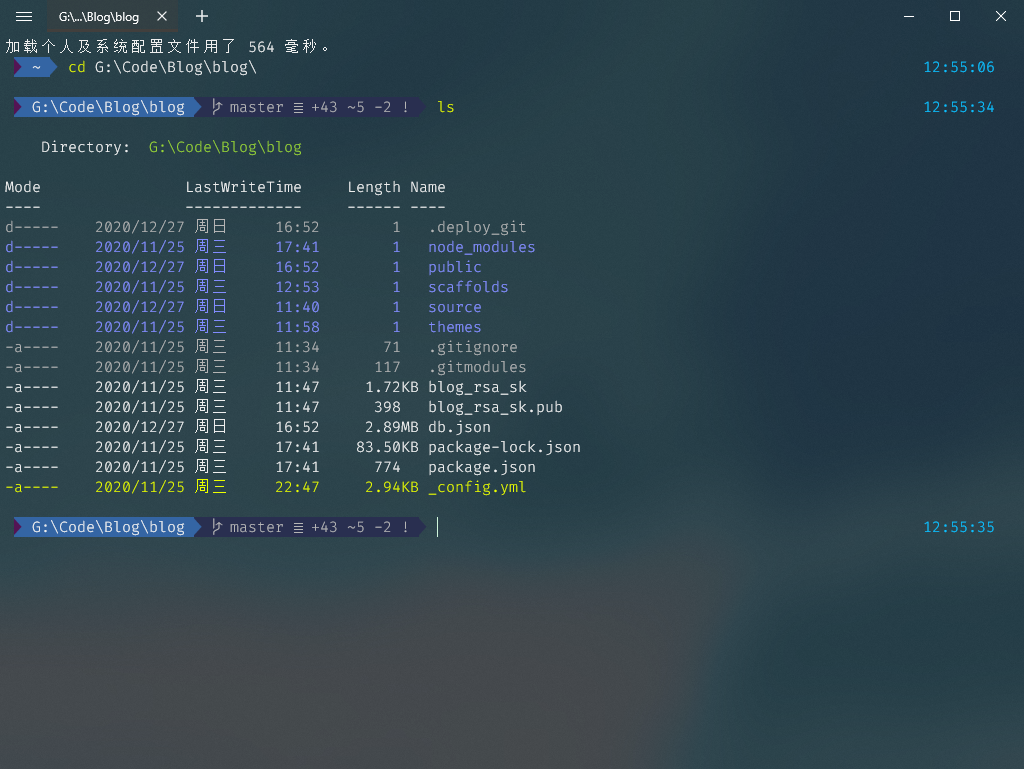 G:\...\Blog\blog
加载个人及系统配置文件用了 564 毫秒。
~ cd G:\Code\Blog\blog\ 12:55:06
G:\Code\Blog\blog master ≡ +43 ~5 -2 ! ls 12:55:34
Directory: G:\Code\Blog\blog
Mode LastWriteTime Length Name
---- ------------- ------ ----
d----- 2020/12/27 周日 16:52 1 .deploy_git
d----- 2020/11/25 周三 17:41 1 node_modules
d----- 2020/12/27 周日 16:52 1 public
d----- 2020/11/25 周三 12:53 1 scaffolds
d----- 2020/12/27 周日 11:40 1 source
d----- 2020/11/25 周三 11:58 1 themes
-a---- 2020/11/25 周三 11:34 71 .gitignore
-a---- 2020/11/25 周三 11:34 117 .gitmodules
-a---- 2020/11/25 周三 11:47 1.72KB blog_rsa_sk
-a---- 2020/11/25 周三 11:47 398 blog_rsa_sk.pub
-a---- 2020/12/27 周日 16:52 2.89MB db.json
-a---- 2020/11/25 周三 17:41 83.50KB package-lock.json
-a---- 2020/11/25 周三 17:41 774 package.json
-a---- 2020/11/25 周三 22:47 2.94KB _config.yml
G:\Code\Blog\blog master ≡ +43 ~5 -2 ! 12:55:35